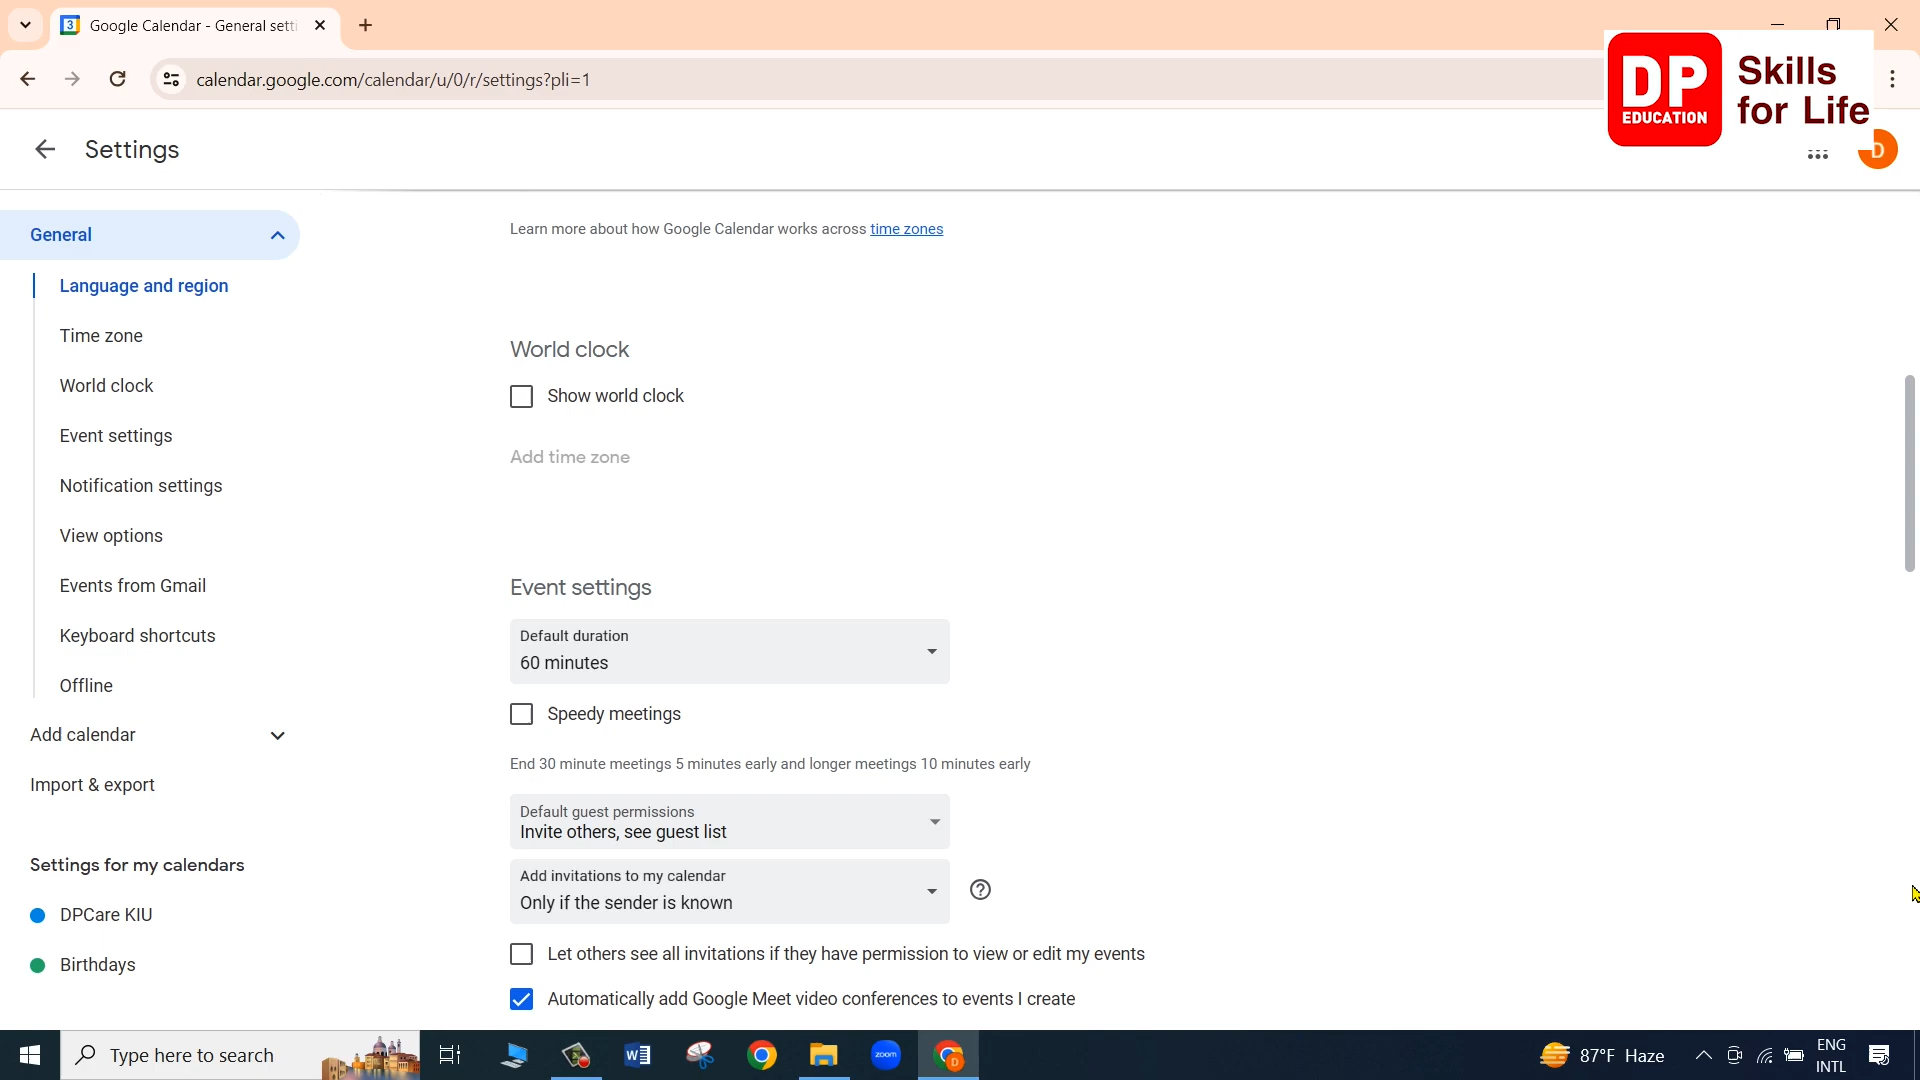 Google Calendar - General setti
calendar.google.com/calendar/u/0/r/settings?pli=1
DP
EDUCATION
Skills
for Life
Settings
D
General
Language and region
Time zone
World clock
Event settings
Notification settings
View options
Events from Gmail
Keyboard shortcuts
Offline
Add calendar
Import & export
Settings for my calendars
DPCare KIU
Birthdays
Learn more about how Google Calendar works across time zones
World clock
Show world clock
Add time zone
Event settings
Default duration
60 minutes
Speedy meetings
End 30 minute meetings 5 minutes early and longer meetings 10 minutes early
Default guest permissions
Invite others, see guest list
Add invitations to my calendar
Only if the sender is known
Let others see all invitations if they have permission to view or edit my events
Automatically add Google Meet video conferences to events I create
Type here to search
zoom
D
87°F Haze
ENG
INTL